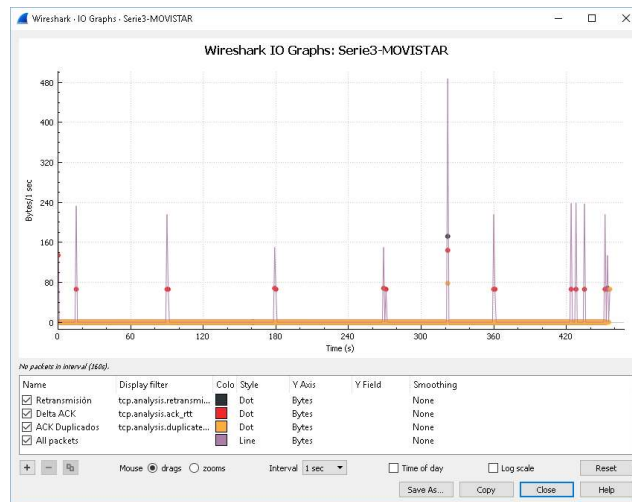 Wireshark · IO Graphs · Serie3-MOVISTAR
Wireshark IO Graphs: Serie3-MOVISTAR
480
400
320
240
160
80
0
Bytes/1 sec
0 60 120 180 240 300 360 420
Time (s)
No packets in interval (160s).
Name Display filter Colo Style Y Axis Y Field Smoothing
Retransmisión tcp.analysis.retransmi... Dot Bytes None
Delta ACK tcp.analysis.ack_rtt Dot Bytes None
ACK Duplicados tcp.analysis.duplicate... Dot Bytes None
All packets Line Bytes None
Mouse drags zooms Interval 1 sec Time of day Log scale Reset
Save As... Copy Close Help